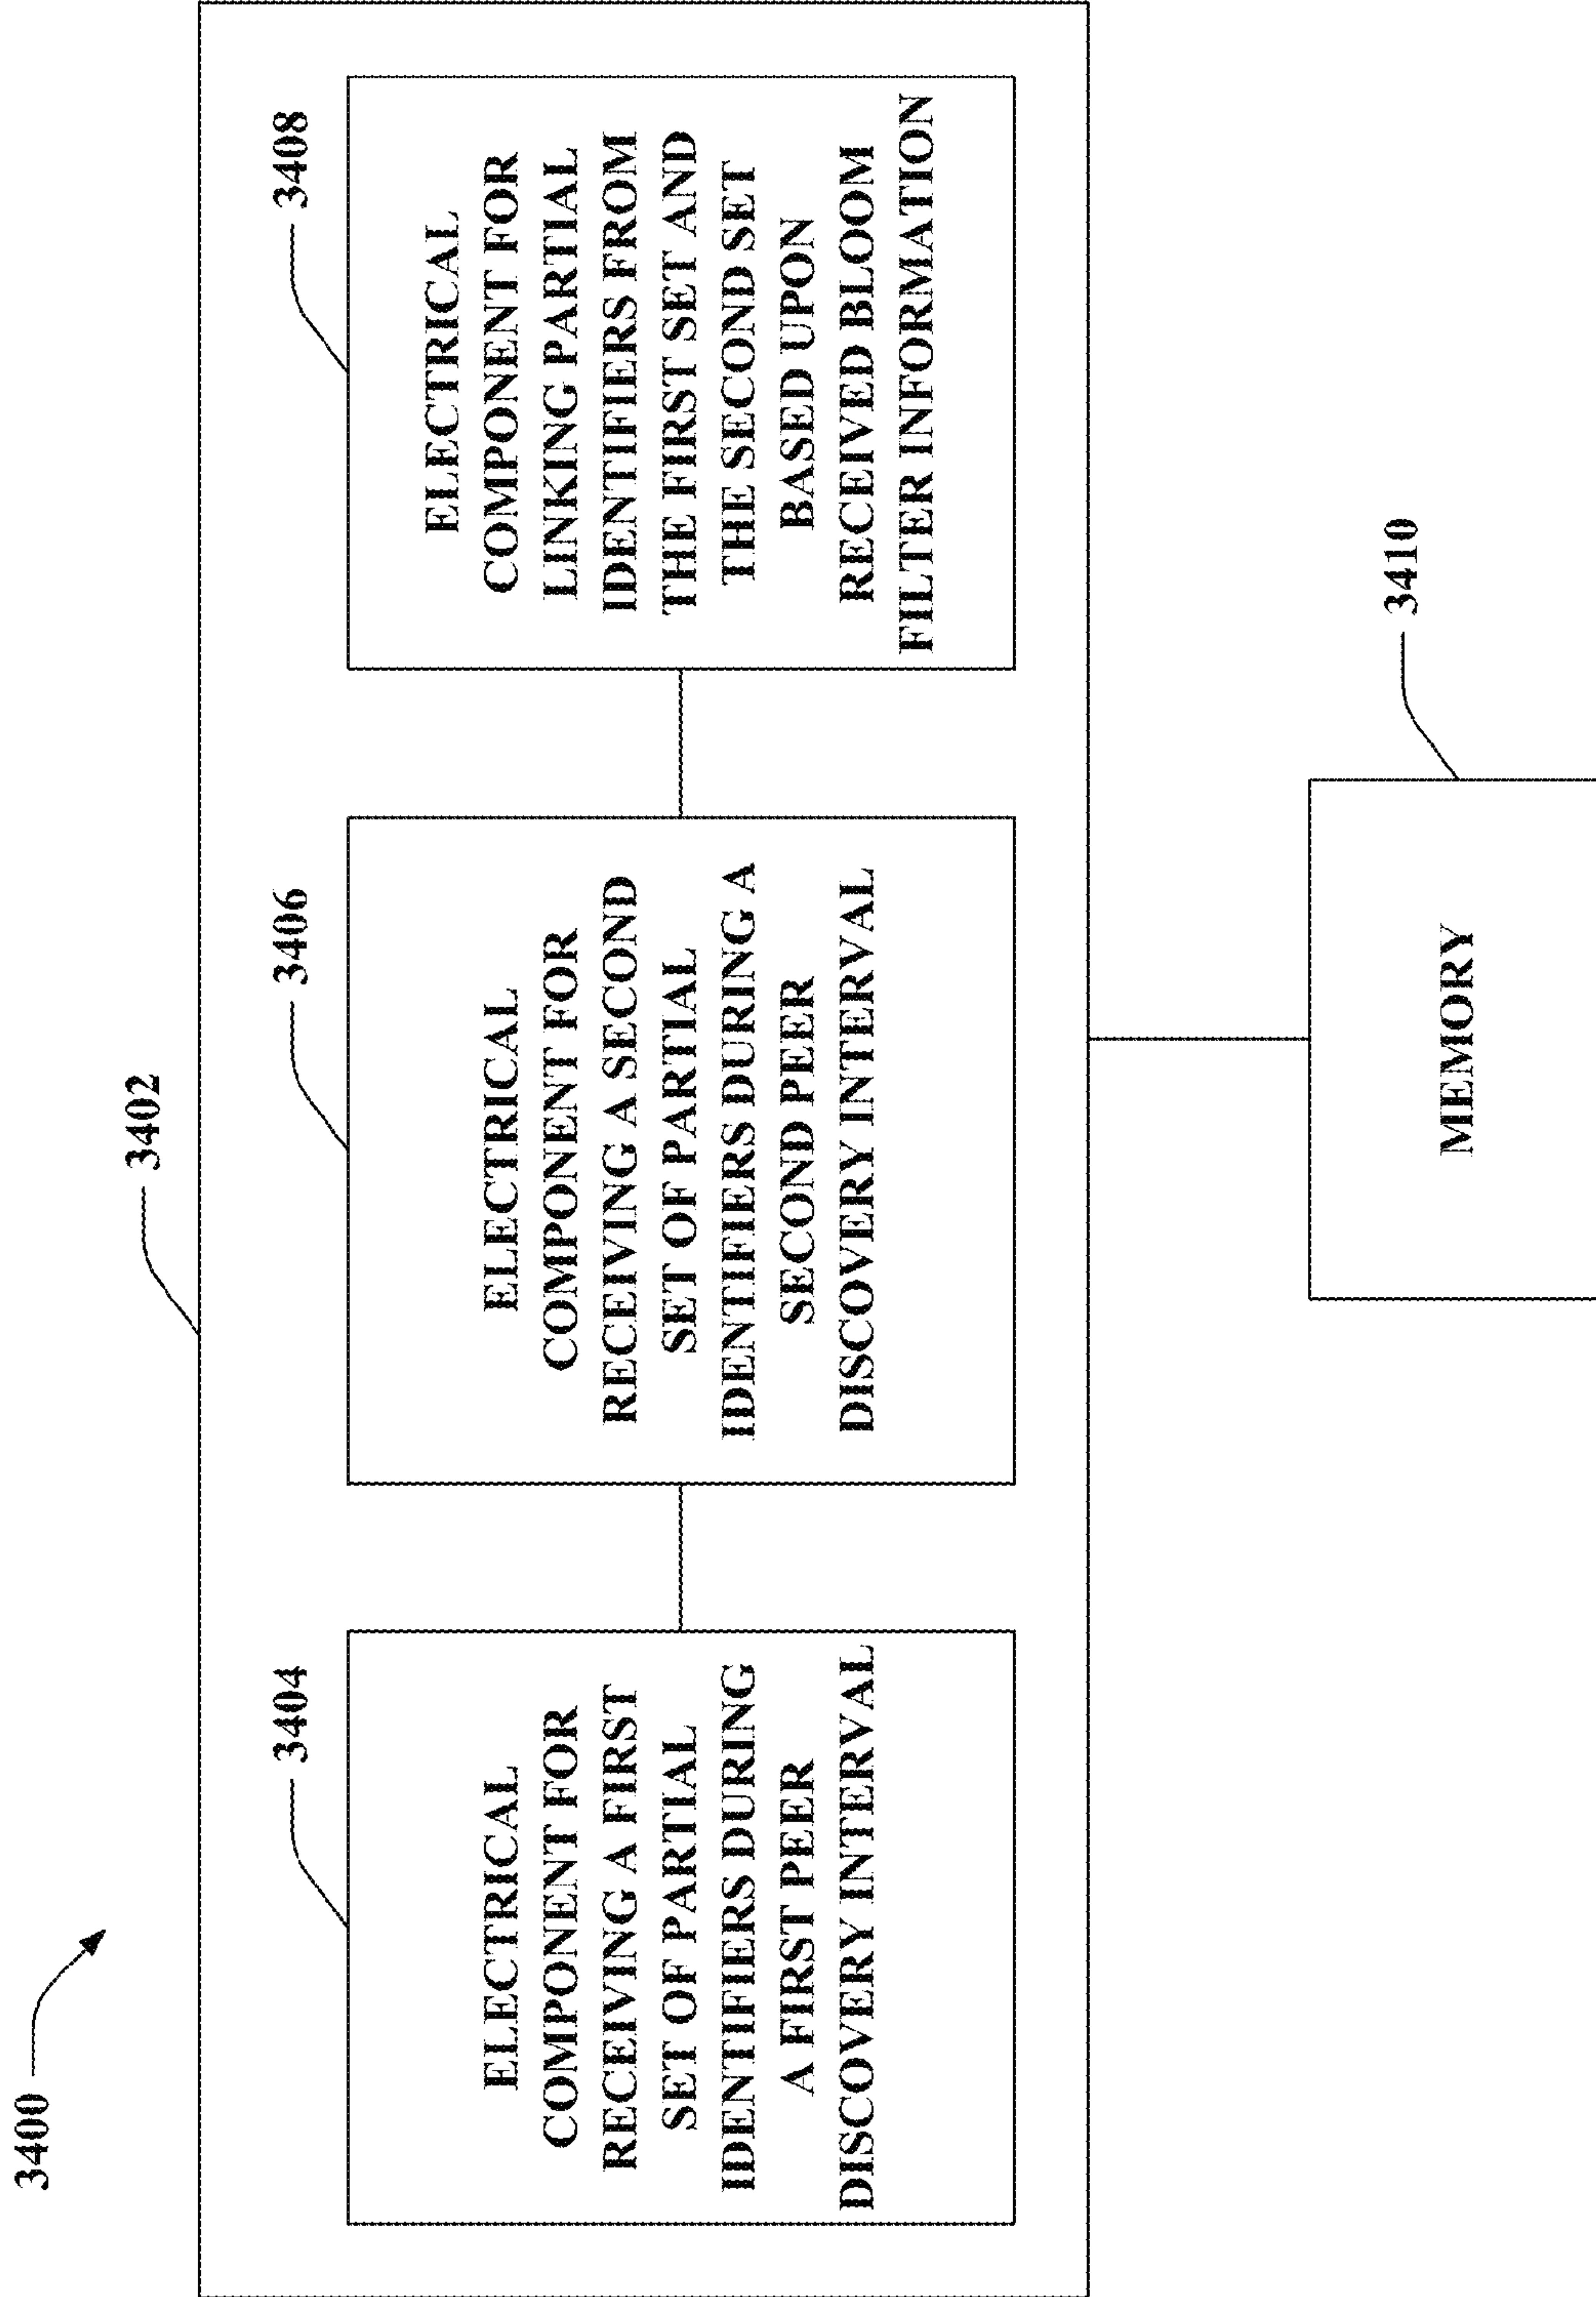 3400
3402
3404
ELECTRICAL
COMPONENT FOR
RECEIVING A FIRST
SET OF PARTIAL
IDENTIFIERS DURING
A FIRST PEER
DISCOVERY INTERVAL
3406
ELECTRICAL
COMPONENT FOR
RECEIVING A SECOND
SET OF PARTIAL
IDENTIFIERS DURING A
SECOND PEER
DISCOVERY INTERVAL
3408
ELECTRICAL
COMPONENT FOR
LINKING PARTIAL
IDENTIFIERS FROM
THE FIRST SET AND
THE SECOND SET
BASED UPON
RECEIVED BLOOM
FILTER INFORMATION
3410
MEMORY